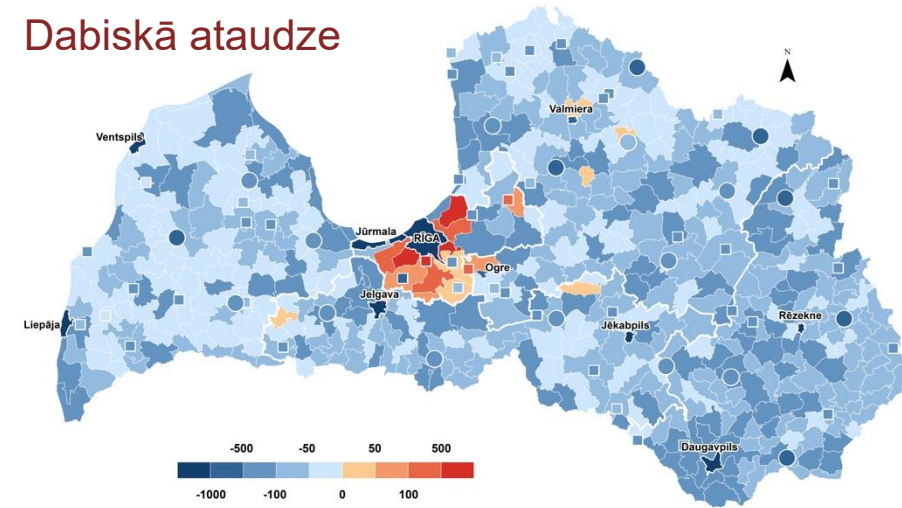 Dabiskā ataudze
N
Valmiera
Ventspils
Jūrmala
RĪGA
Ogre
Jelgava
Liepāja
Jēkabpils
Rēzekne
Daugavpils
-500 -50 50 500
-1000 -100 0 100